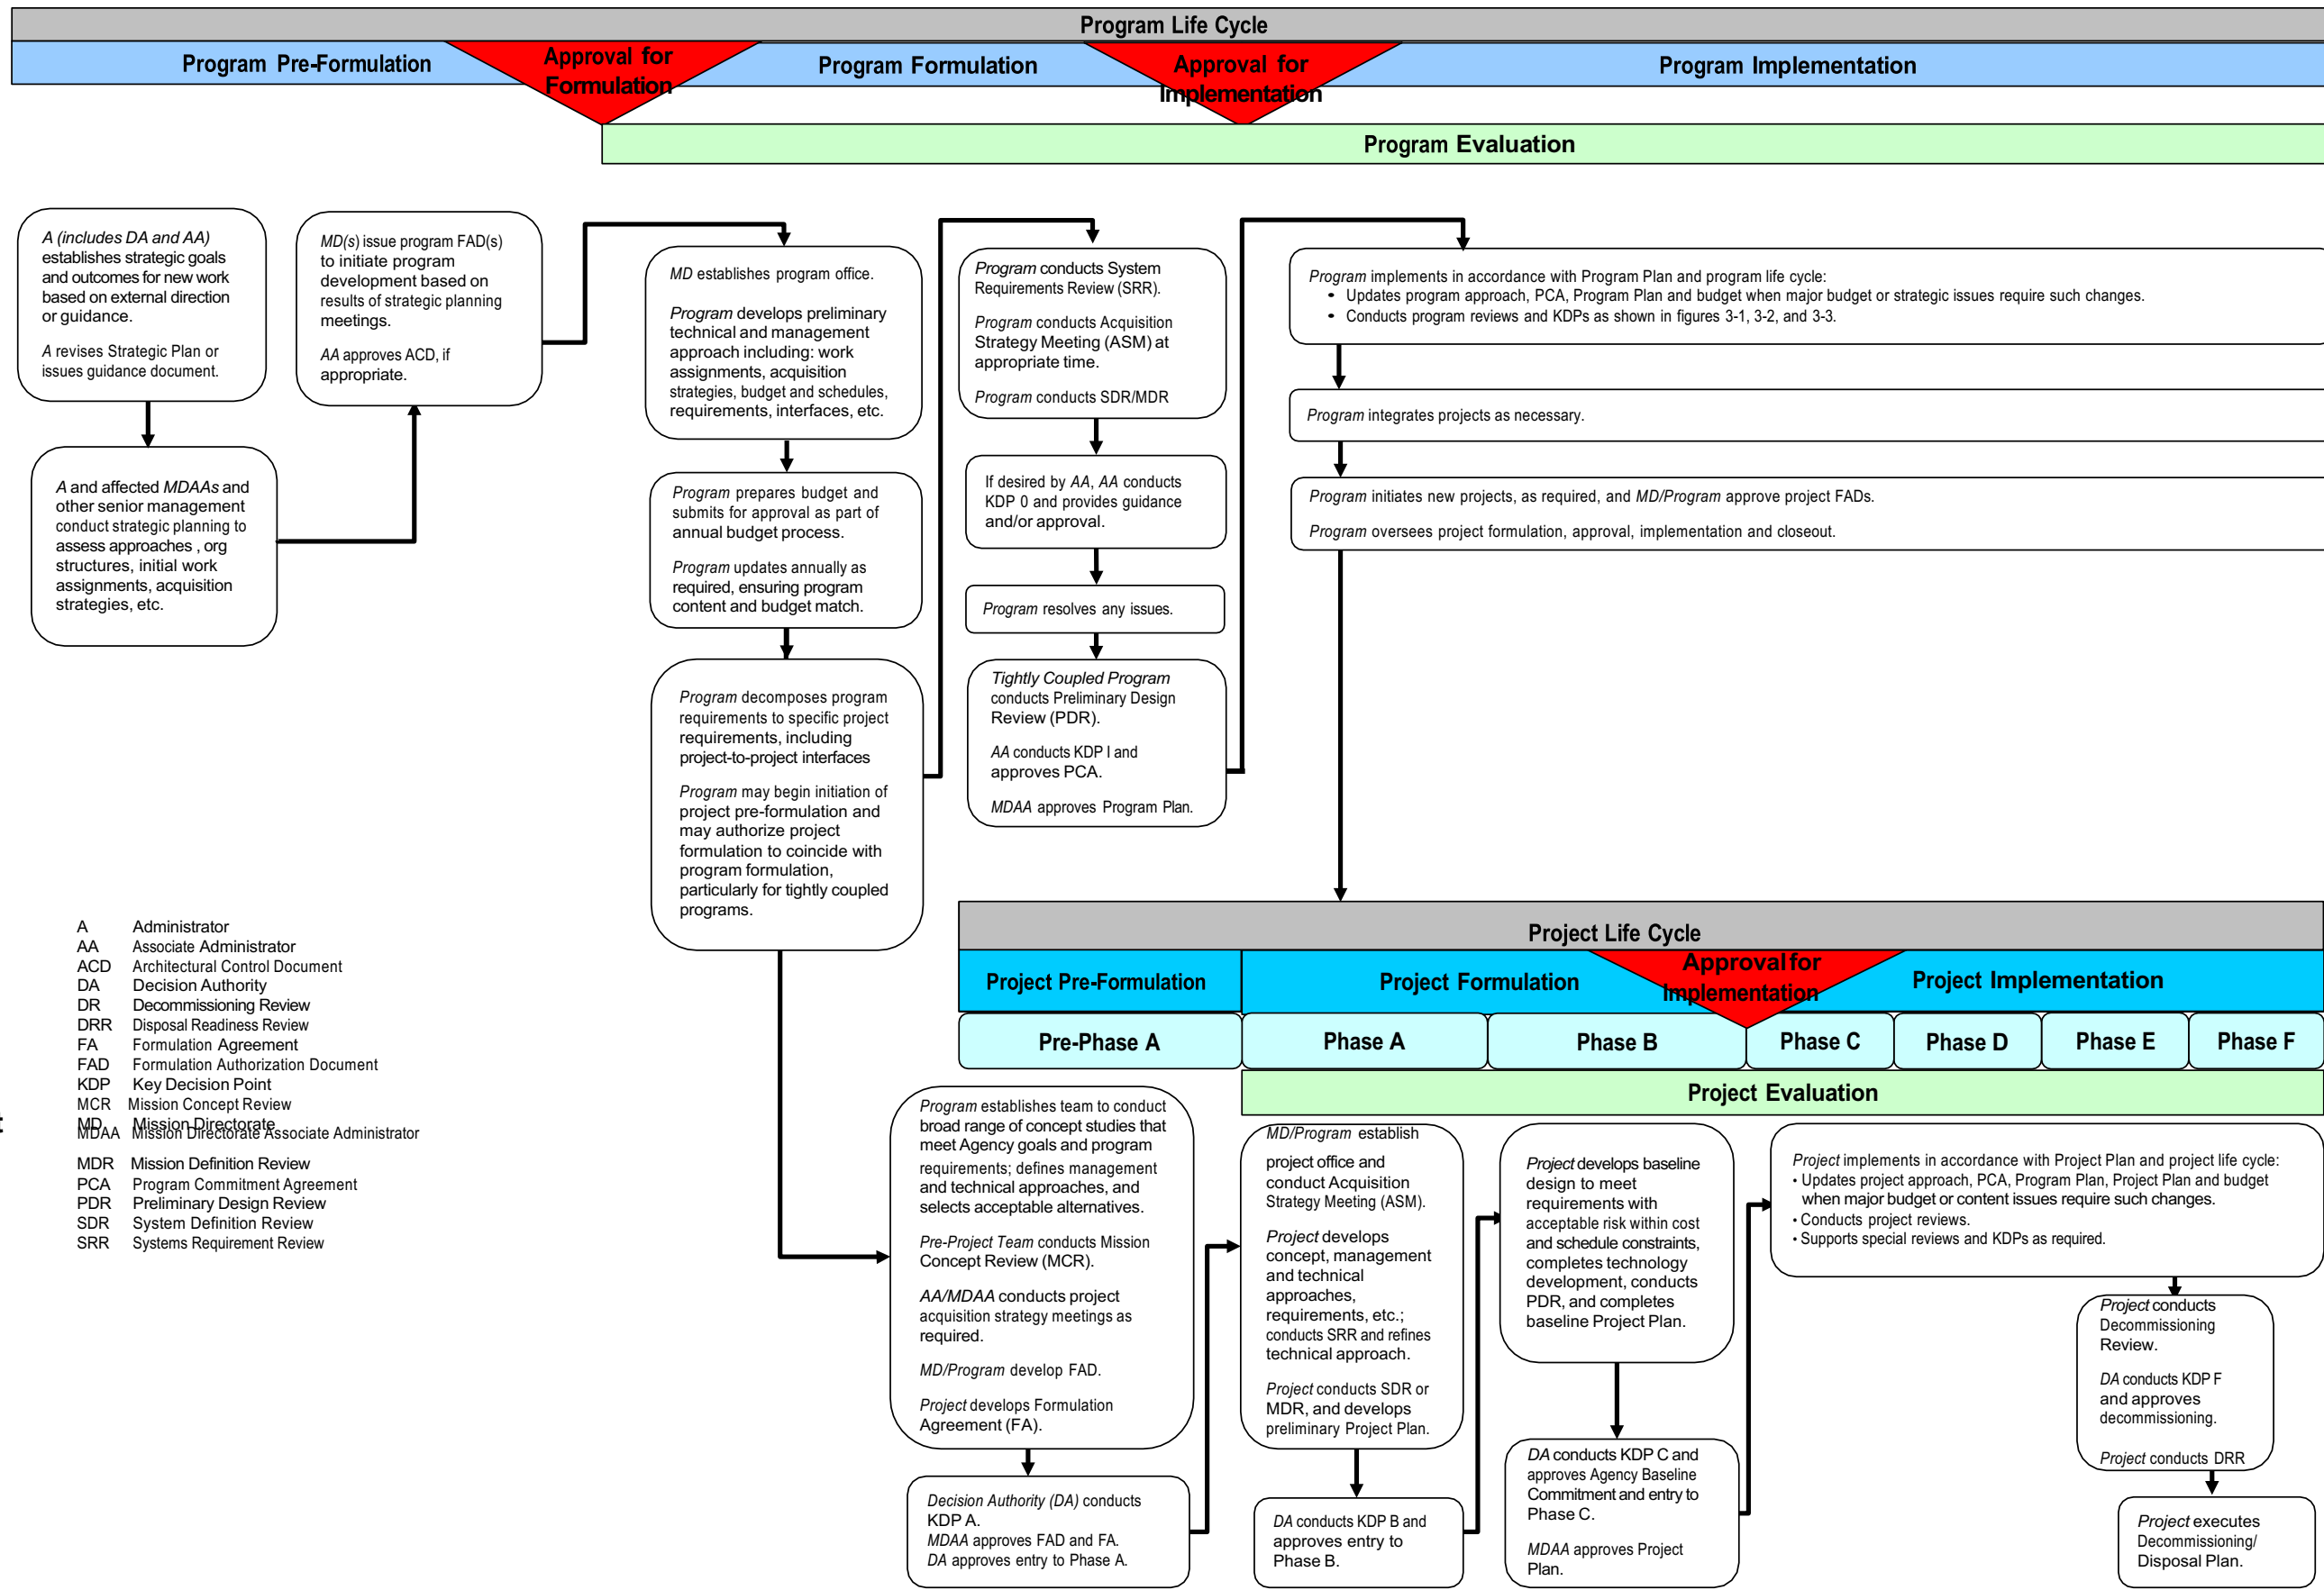 Program Life Cycle
Program Pre-Formulation
Approval for
Formulation
Program Formulation
Approval for
Implementation
Program Implementation
Program Evaluation
A (includes DA and AA)
establishes strategic goals
and outcomes for new work
based on external direction
or guidance.
A revises Strategic Plan or
issues guidance document.
A and affected MDAAs and
other senior management
conduct strategic planning to
assess approaches , org
structures, initial work
assignments, acquisition
strategies, etc.
MD(s) issue program FAD(s)
to initiate program
development based on
results of strategic planning
meetings.
AA approves ACD, if
appropriate.
MD establishes program office.
Program develops preliminary
technical and management
approach including: work
assignments, acquisition
strategies, budget and schedules,
requirements, interfaces, etc.
Program prepares budget and
submits for approval as part of
annual budget process.
Program updates annually as
required, ensuring program
content and budget match.
Program decomposes program
requirements to specific project
requirements, including
project-to-project interfaces
Program may begin initiation of
project pre-formulation and
may authorize project
formulation to coincide with
program formulation,
particularly for tightly coupled
programs.
Program conducts System
Requirements Review (SRR).
Program conducts Acquisition
Strategy Meeting (ASM) at
appropriate time.
Program conducts SDR/MDR
If desired by AA, AA conducts
KDP 0 and provides guidance
and/or approval.
Program resolves any issues.
Tightly Coupled Program
conducts Preliminary Design
Review (PDR).
AA conducts KDP I and
approves PCA.
MDAA approves Program Plan.
Program implements in accordance with Program Plan and program life cycle:
• Updates program approach, PCA, Program Plan and budget when major budget or strategic issues require such changes.
• Conducts program reviews and KDPs as shown in figures 3-1, 3-2, and 3-3.
Program integrates projects as necessary.
Program initiates new projects, as required, and MD/Program approve project FADs.
Program oversees project formulation, approval, implementation and closeout.
A Administrator
AA Associate Administrator
ACD Architectural Control Document
DA Decision Authority
DR Decommissioning Review
DRR Disposal Readiness Review
FA Formulation Agreement
FAD Formulation Authorization Document
KDP Key Decision Point
MCR Mission Concept Review
MD Mission Directorate
MDAA Mission Directorate Associate Administrator
MDR Mission Definition Review
PCA Program Commitment Agreement
PDR Preliminary Design Review
SDR System Definition Review
SRR Systems Requirement Review
Project Life Cycle
Project Pre-Formulation
Project Formulation
Approval for
Implementation
Project Implementation
Pre-Phase A
Phase A
Phase B
Phase C
Phase D
Phase E
Phase F
Project Evaluation
Program establishes team to conduct
broad range of concept studies that
meet Agency goals and program
requirements; defines management
and technical approaches, and
selects acceptable alternatives.
Pre-Project Team conducts Mission
Concept Review (MCR).
AA/MDAA conducts project
acquisition strategy meetings as
required.
MD/Program develop FAD.
Project develops Formulation
Agreement (FA).
Decision Authority (DA) conducts
KDP A.
MDAA approves FAD and FA.
DA approves entry to Phase A.
MD/Program establish
project office and
conduct Acquisition
Strategy Meeting (ASM).
Project develops
concept, management
and technical
approaches,
requirements, etc.;
conducts SRR and refines
technical approach.
Project conducts SDR or
MDR, and develops
preliminary Project Plan.
DA conducts KDP B and
approves entry to
Phase B.
Project develops baseline
design to meet
requirements with
acceptable risk within cost
and schedule constraints,
completes technology
development, conducts
PDR, and completes
baseline Project Plan.
DA conducts KDP C and
approves Agency Baseline
Commitment and entry to
Phase C.
MDAA approves Project
Plan.
Project implements in accordance with Project Plan and project life cycle:
• Updates project approach, PCA, Program Plan, Project Plan and budget
when major budget or content issues require such changes.
• Conducts project reviews.
• Supports special reviews and KDPs as required.
Project conducts
Decommissioning
Review.
DA conducts KDP F
and approves
decommissioning.
Project conducts DRR
Project executes
Decommissioning/
Disposal Plan.